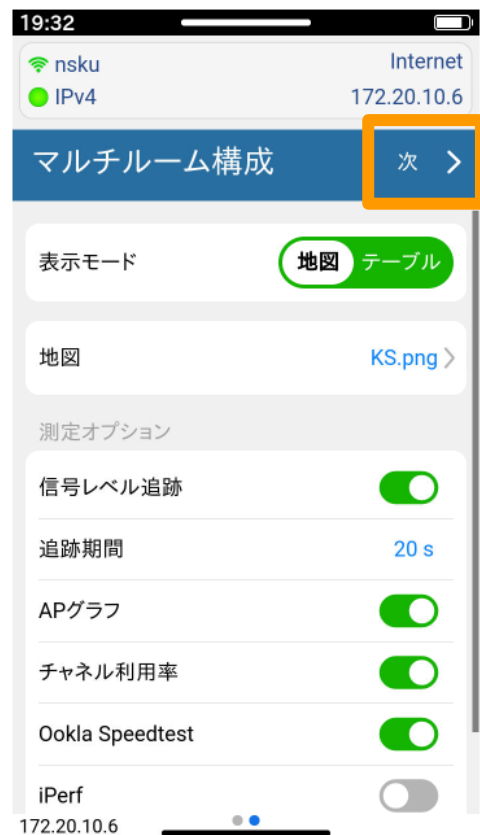 19:32
nsku Internet
IPv4 172.20.10.6
マルチルーム構成 次
表示モード 地図 テーブル
地図 KS.png
測定オプション
信号レベル追跡
追跡期間 20 s
APグラフ
チャネル利用率
Ookla Speedtest
iPerf
172.20.10.6